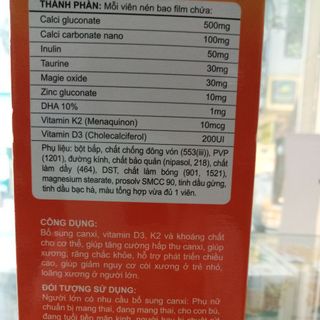 THÀNH PHẦN: Mỗi viên nén bao film chứa:
Calci gluconate 500mg
Calci carbonate nano 100mg
Inulin 50mg
Taurine 30mg
Magie oxide 30mg
Zinc gluconate 10mg
DHA 10% 1mg
Vitamin K2 (Menaquinon) 10mcg
Vitamin D3 (Cholecalciferol) 200UI
Phụ liệu: bột bắp, chất chống đông vón (553(iii)), PVP
(1201), đường kính, chất bảo quản (nipasol, 218), chất
làm dầy (464), DST, chất làm bóng (901, 1521),
magnesium stearate, prosolv SMCC 90, tinh dầu gừng,
tinh dầu bạc hà, màu tổng hợp vừa đủ 1 viên.
CÔNG DỤNG:
Bổ sung canxi, vitamin D3, K2 và khoáng chất
cho cơ thể, giúp tăng cường hấp thu canxi, giúp
xương, răng chắc khỏe, hỗ trợ phát triển chiều
cao, giúp giảm nguy cơ còi xương ở trẻ nhỏ,
loãng xương ở người lớn.
ĐỐI TƯỢNG SỬ DỤNG:
Người lớn có nhu cầu bổ sung canxi: Phụ nữ
chuẩn bị mang thai, đang mang thai, cho con bú,
đang tuổi tiền mãn kinh, người